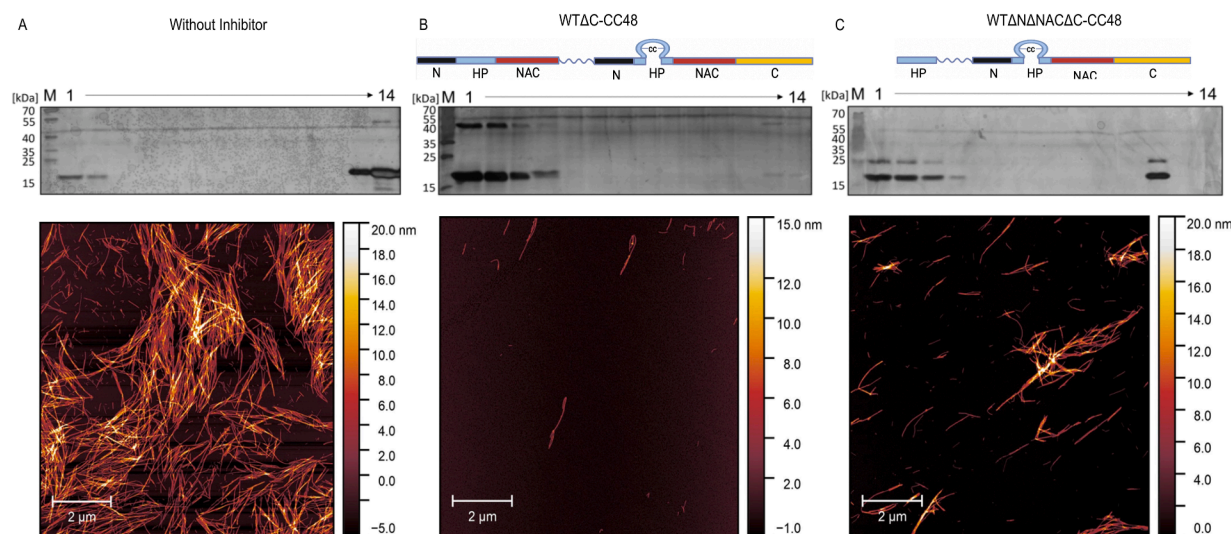 A
Without Inhibitor
[kDa] M 1 14
70
55
40
35
25
15
20.0 nm
18.0
16.0
14.0
12.0
10.0
8.0
6.0
4.0
2.0
0.0
−5.0
2 µm
B
WTΔC-CC48
cc
N HP NAC N HP NAC C
[kDa] M 1 14
70
55
40
35
25
15
15.0 nm
12.0
10.0
8.0
6.0
4.0
2.0
−1.0
2 µm
C
WTΔNΔNACΔC-CC48
cc
HP N HP NAC C
[kDa] M 1 14
70
55
40
35
25
15
20.0 nm
18.0
16.0
14.0
12.0
10.0
8.0
6.0
4.0
2.0
0.0
2 µm